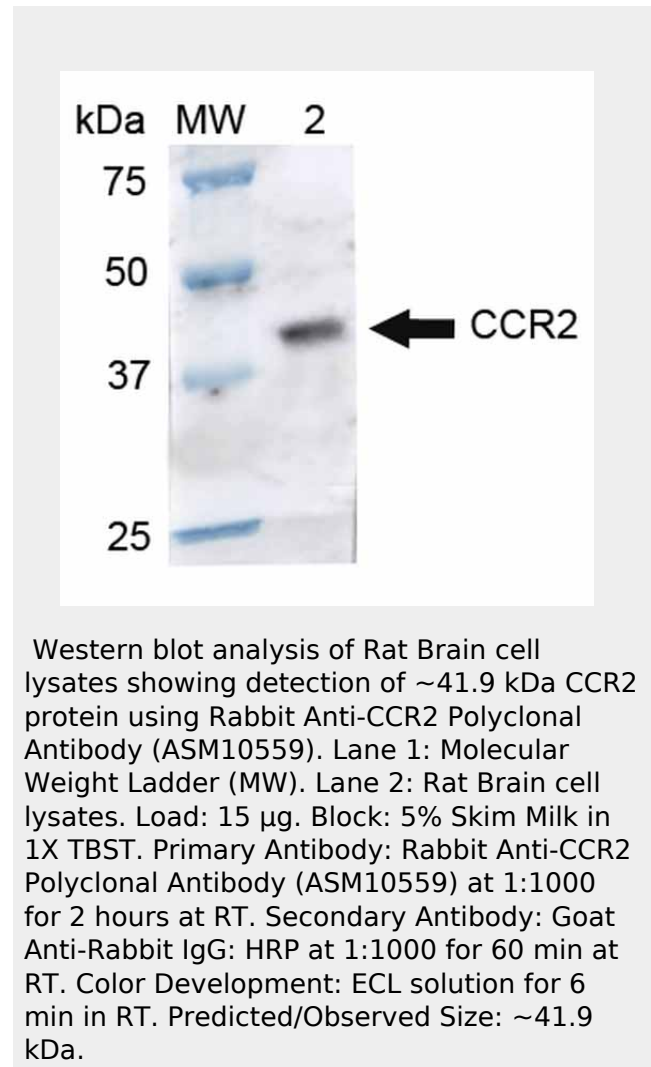 kDa MW 2
75
50
CCR2
37
25
Western blot analysis of Rat Brain cell
lysates showing detection of ~41.9 kDa CCR2
protein using Rabbit Anti-CCR2 Polyclonal
Antibody (ASM10559). Lane 1: Molecular
Weight Ladder (MW). Lane 2: Rat Brain cell
lysates. Load: 15 µg. Block: 5% Skim Milk in
1X TBST. Primary Antibody: Rabbit Anti-CCR2
Polyclonal Antibody (ASM10559) at 1:1000
for 2 hours at RT. Secondary Antibody: Goat
Anti-Rabbit IgG: HRP at 1:1000 for 60 min at
RT. Color Development: ECL solution for 6
min in RT. Predicted/Observed Size: ~41.9
kDa.